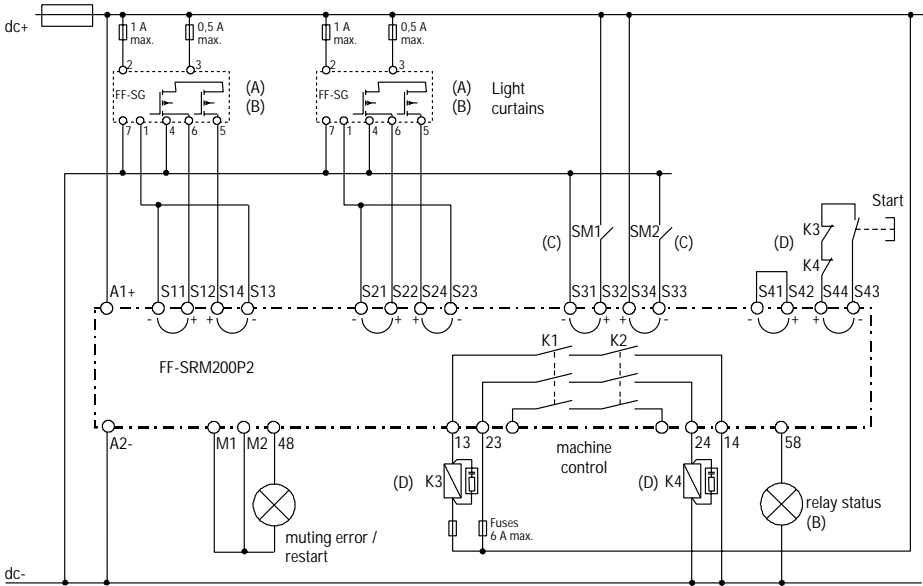 dc+
1 A
max.
0,5 A
max.
1 A
max.
0,5 A
max.
2
3
2
3
FF-SG
(A)
(B)
FF-SG
(A)
(B)
Light
curtains
7
1
4
6
5
7
1
4
6
5
Start
(C)
SM1
SM2
(C)
(D)
K3
K4
A1+
S11
S12
S14
S13
S21
S22
S24
S23
S31
S32
S34
S33
S41
S42
S44
S43
- + + -
- + + -
- + + -
- + + -
K1
K2
FF-SRM200P2
A2-
M1
M2
48
13
23
machine
control
24
14
58
(D)
K3
(D)
K4
relay status
(B)
Fuses
6 A max.
muting error /
restart
dc-